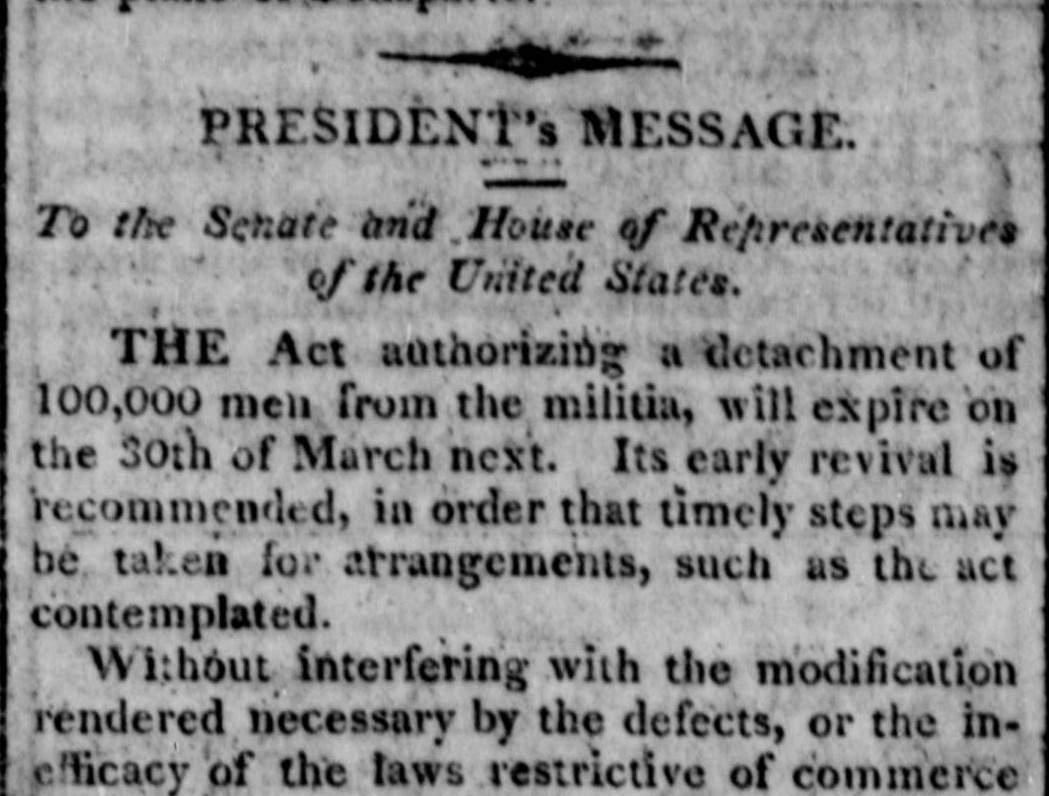 PRESIDENT's MESSAGE.
To the Senate and House of Representatives
of the United States.
THE Act authorizing a detachment of
100,000 men from the militia, will expire on
the 30th of March next. Its early revival is
recommended, in order that timely steps may
be taken for arrangements, such as the act
contemplated.
Without interfering with the modification
rendered necessary by the defects, or the in-
efficacy of the laws restrictive of commerce